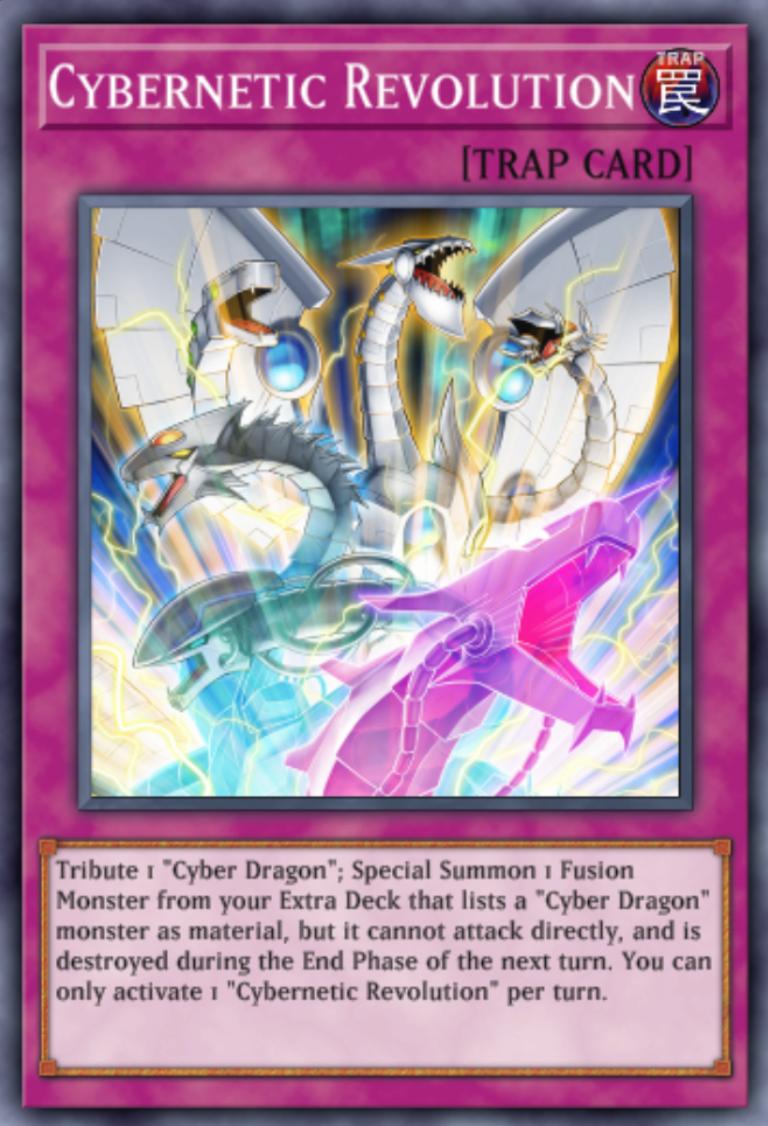 CYBERNETIC REVOLUTION
TRAP
罠
[TRAP CARD]
Tribute 1 "Cyber Dragon"; Special Summon 1 Fusion
Monster from your Extra Deck that lists a "Cyber Dragon"
monster as material, but it cannot attack directly, and is
destroyed during the End Phase of the next turn. You can
only activate 1 "Cybernetic Revolution" per turn.